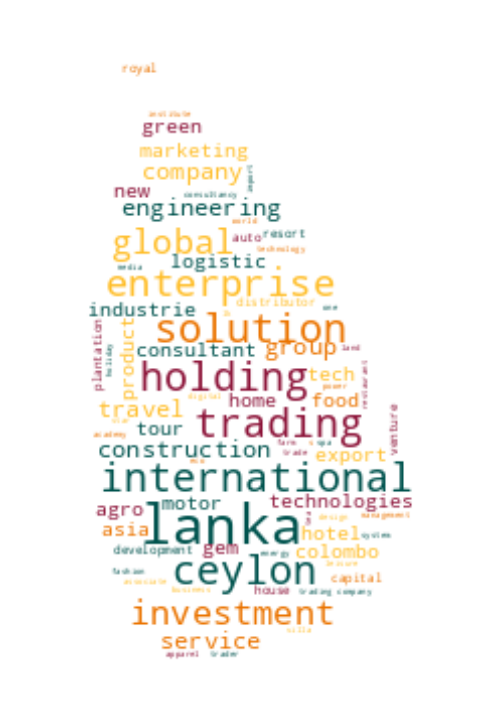 royal
institute
green
marketing
company
import
new
consultancy
engineering
world
global
auto
resort
technology
logistic
media
enterprise
distributor
industrie
one
solution
plantation
holiday
product
consultant
group
land
holding
tech
restaurant
power
digital
home
food
travel
trading
venture
star
tour
academy
farm
spa
construction
trade
export
international
motor
technologies
agro
lanka
design
management
asia
hotel
system
development
gem
energy
colombo
ceylon
leisure
fashion
associate
capital
business
house
trading company
investment
villa
service
apparel
trader